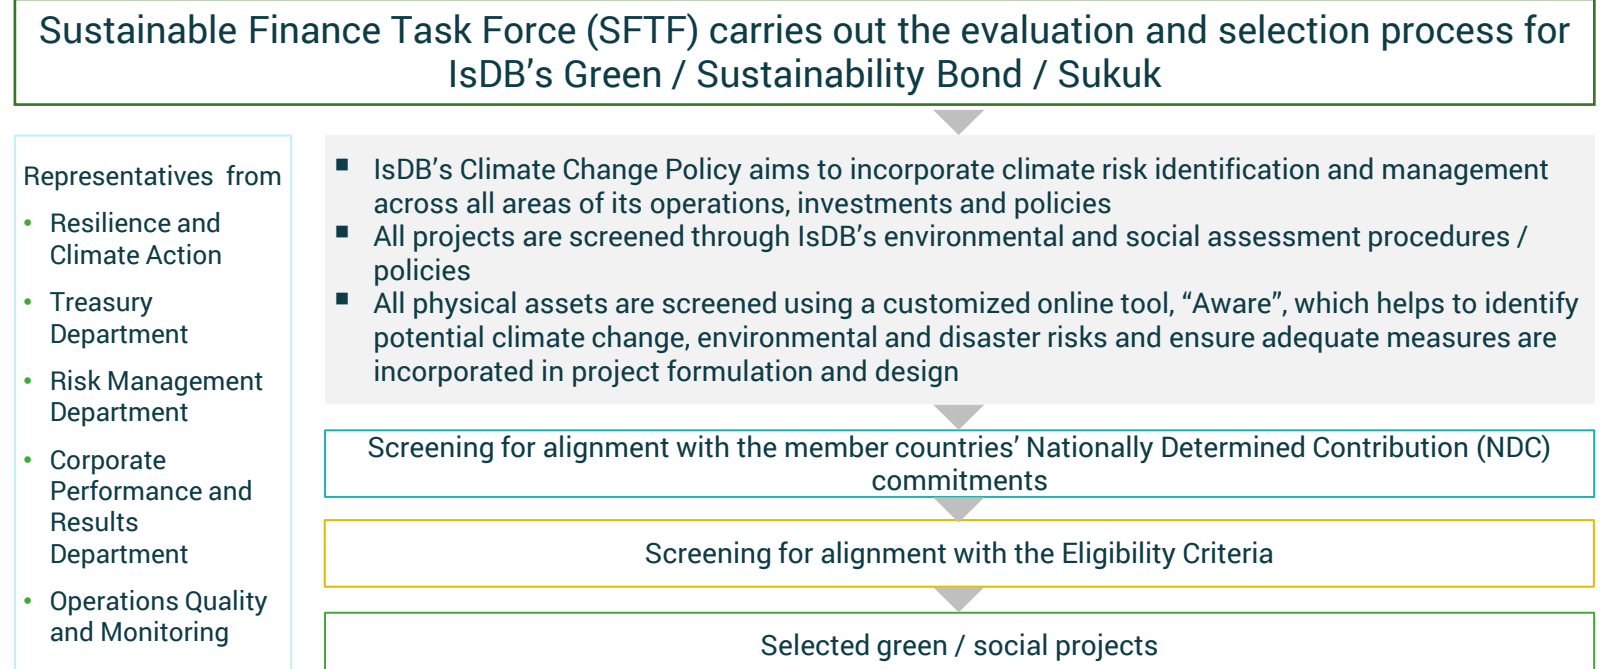 Sustainable Finance Task Force (SFTF) carries out the evaluation and selection process for
IsDB's Green / Sustainability Bond / Sukuk
Representatives from
• Resilience and
Climate Action
• Treasury
Department
• Risk Management
Department
• Corporate
Performance and
Results
Department
• Operations Quality
and Monitoring
▪ IsDB's Climate Change Policy aims to incorporate climate risk identification and management
across all areas of its operations, investments and policies
▪ All projects are screened through IsDB's environmental and social assessment procedures /
policies
▪ All physical assets are screened using a customized online tool, “Aware”, which helps to identify
potential climate change, environmental and disaster risks and ensure adequate measures are
incorporated in project formulation and design
Screening for alignment with the member countries' Nationally Determined Contribution (NDC)
commitments
Screening for alignment with the Eligibility Criteria
Selected green / social projects